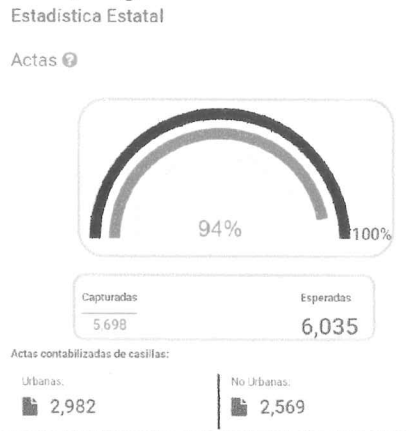 Estadística Estatal
Actas ?
94%
100%
Capturadas
Esperadas
5 698
6,035
Actas contabilizadas de casillas:
Urbanas:
No Urbanas:
2,982
2,569